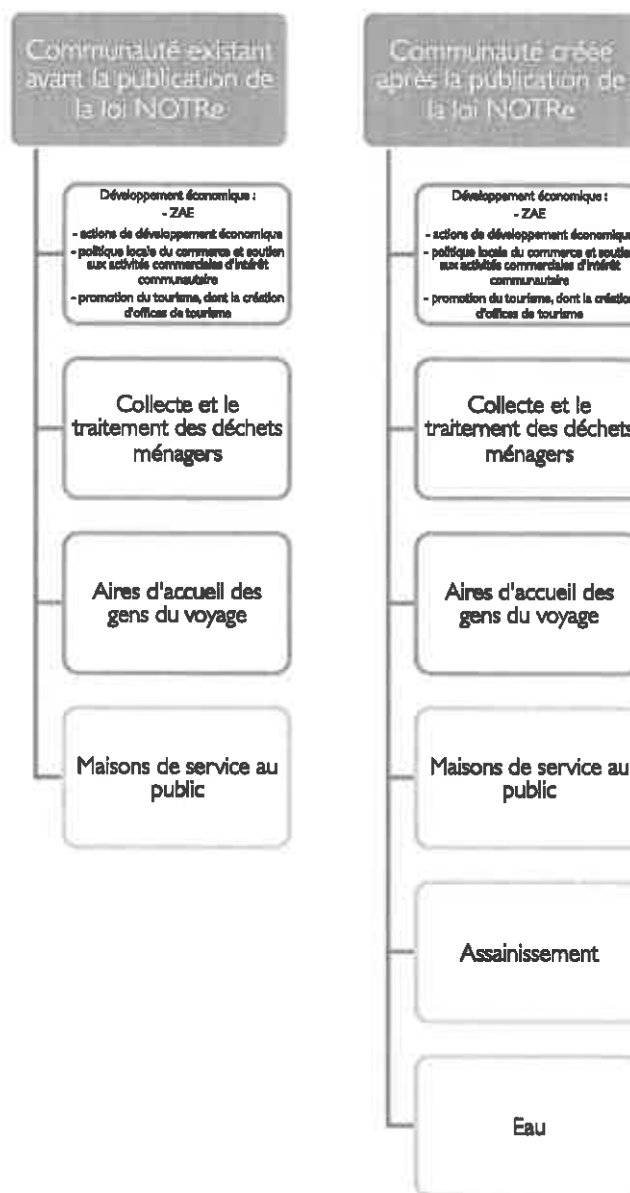 Communauté existant
avant la publication de
la loi NOTRe
Développement économique :
- ZAE
- actions de développement économique
- politique locale du commerce et soutien
aux activités commerciales d'intérêt
communautaire
- promotion du tourisme, dont la création
d'offices de tourisme
Collecte et le
traitement des déchets
ménagers
Aires d'accueil des
gens du voyage
Maisons de service au
public
Communauté créée
après la publication de
la loi NOTRe
Développement économique :
- ZAE
- actions de développement économique
- politique locale du commerce et soutien
aux activités commerciales d'intérêt
communautaire
- promotion du tourisme, dont la création
d'offices de tourisme
Collecte et le
traitement des déchets
ménagers
Aires d'accueil des
gens du voyage
Maisons de service au
public
Assainissement
Eau